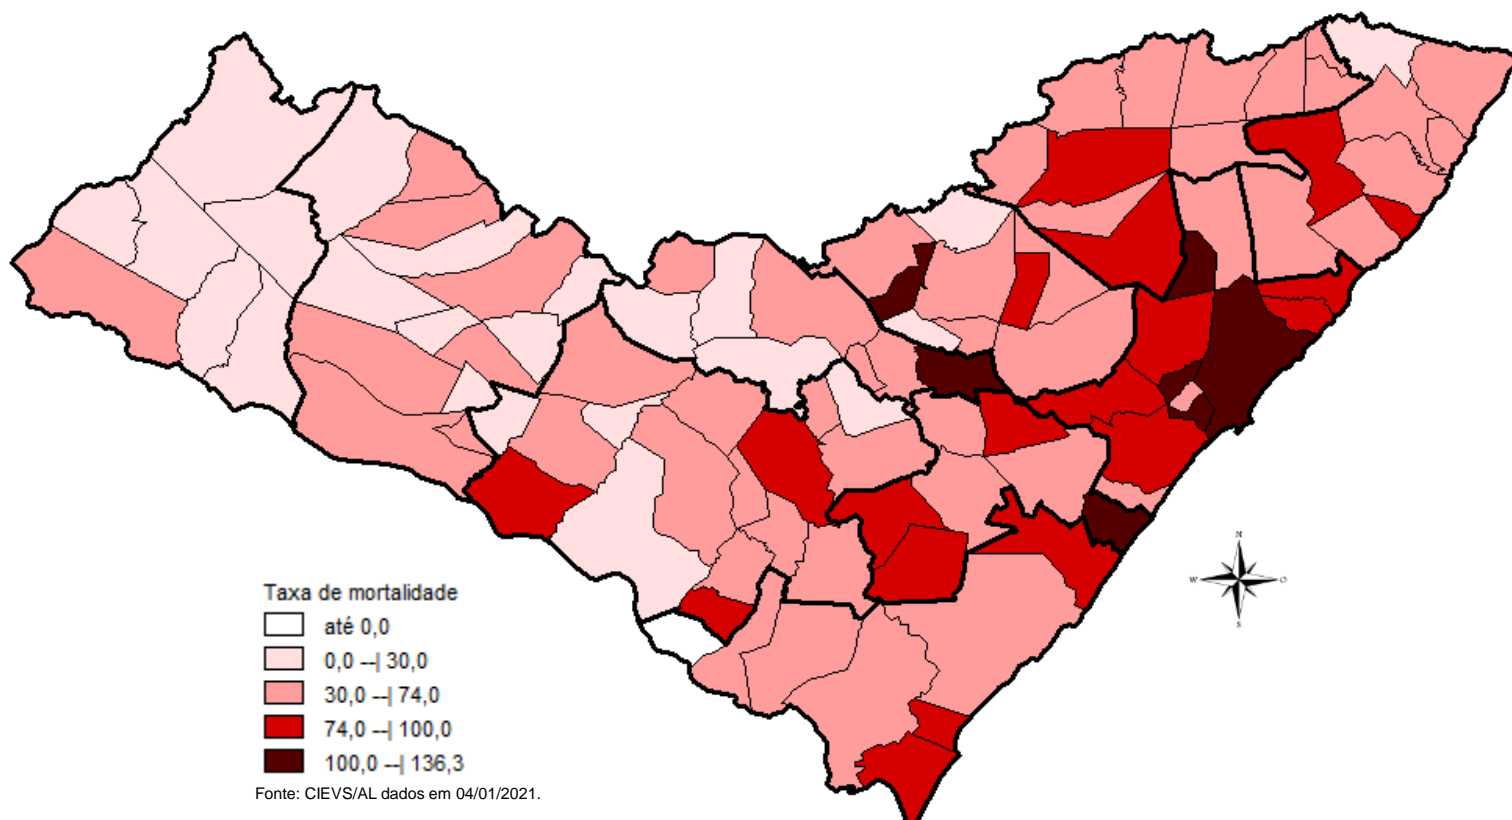 N
W
O
S
Taxa de mortalidade
até 0,0
0,0 --| 30,0
30,0 --| 74,0
74,0 --| 100,0
100,0 --| 136,3
Fonte: CIEVS/AL dados em 04/01/2021.